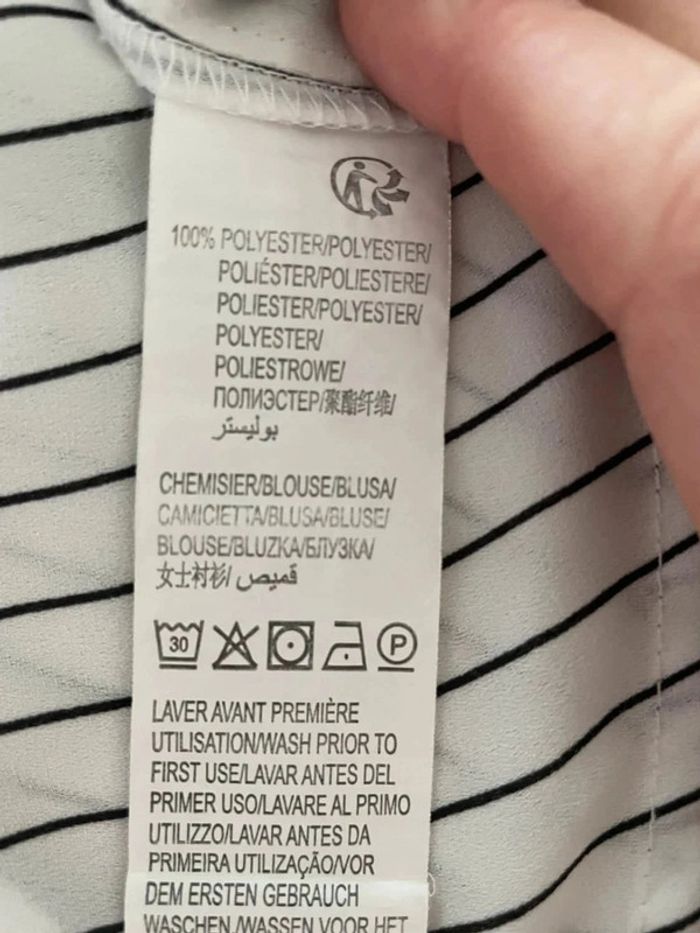 100% POLYESTER/POLYESTER/
POLIÉSTER/POLIESTERE/
POLIESTER/POLYESTER/
POLYESTER/
POLIESTROWE/
ПОЛИЭСТЕР/聚酯纤维/
بوليستر
CHEMISIER/BLOUSE/BLUSA/
CAMICIETTA/BLUSA/BLUSE/
BLOUSE/BLUZKA/БЛУЗКА/
女士衬衫/ قميص
30 P
LAVER AVANT PREMIÈRE
UTILISATION/WASH PRIOR TO
FIRST USE/LAVAR ANTES DEL
PRIMER USO/LAVARE AL PRIMO
UTILIZZO/LAVAR ANTES DA
PRIMEIRA UTILIZAÇÃO/VOR
DEM ERSTEN GEBRAUCH
WASCHEN./WASSEN VOOR HET